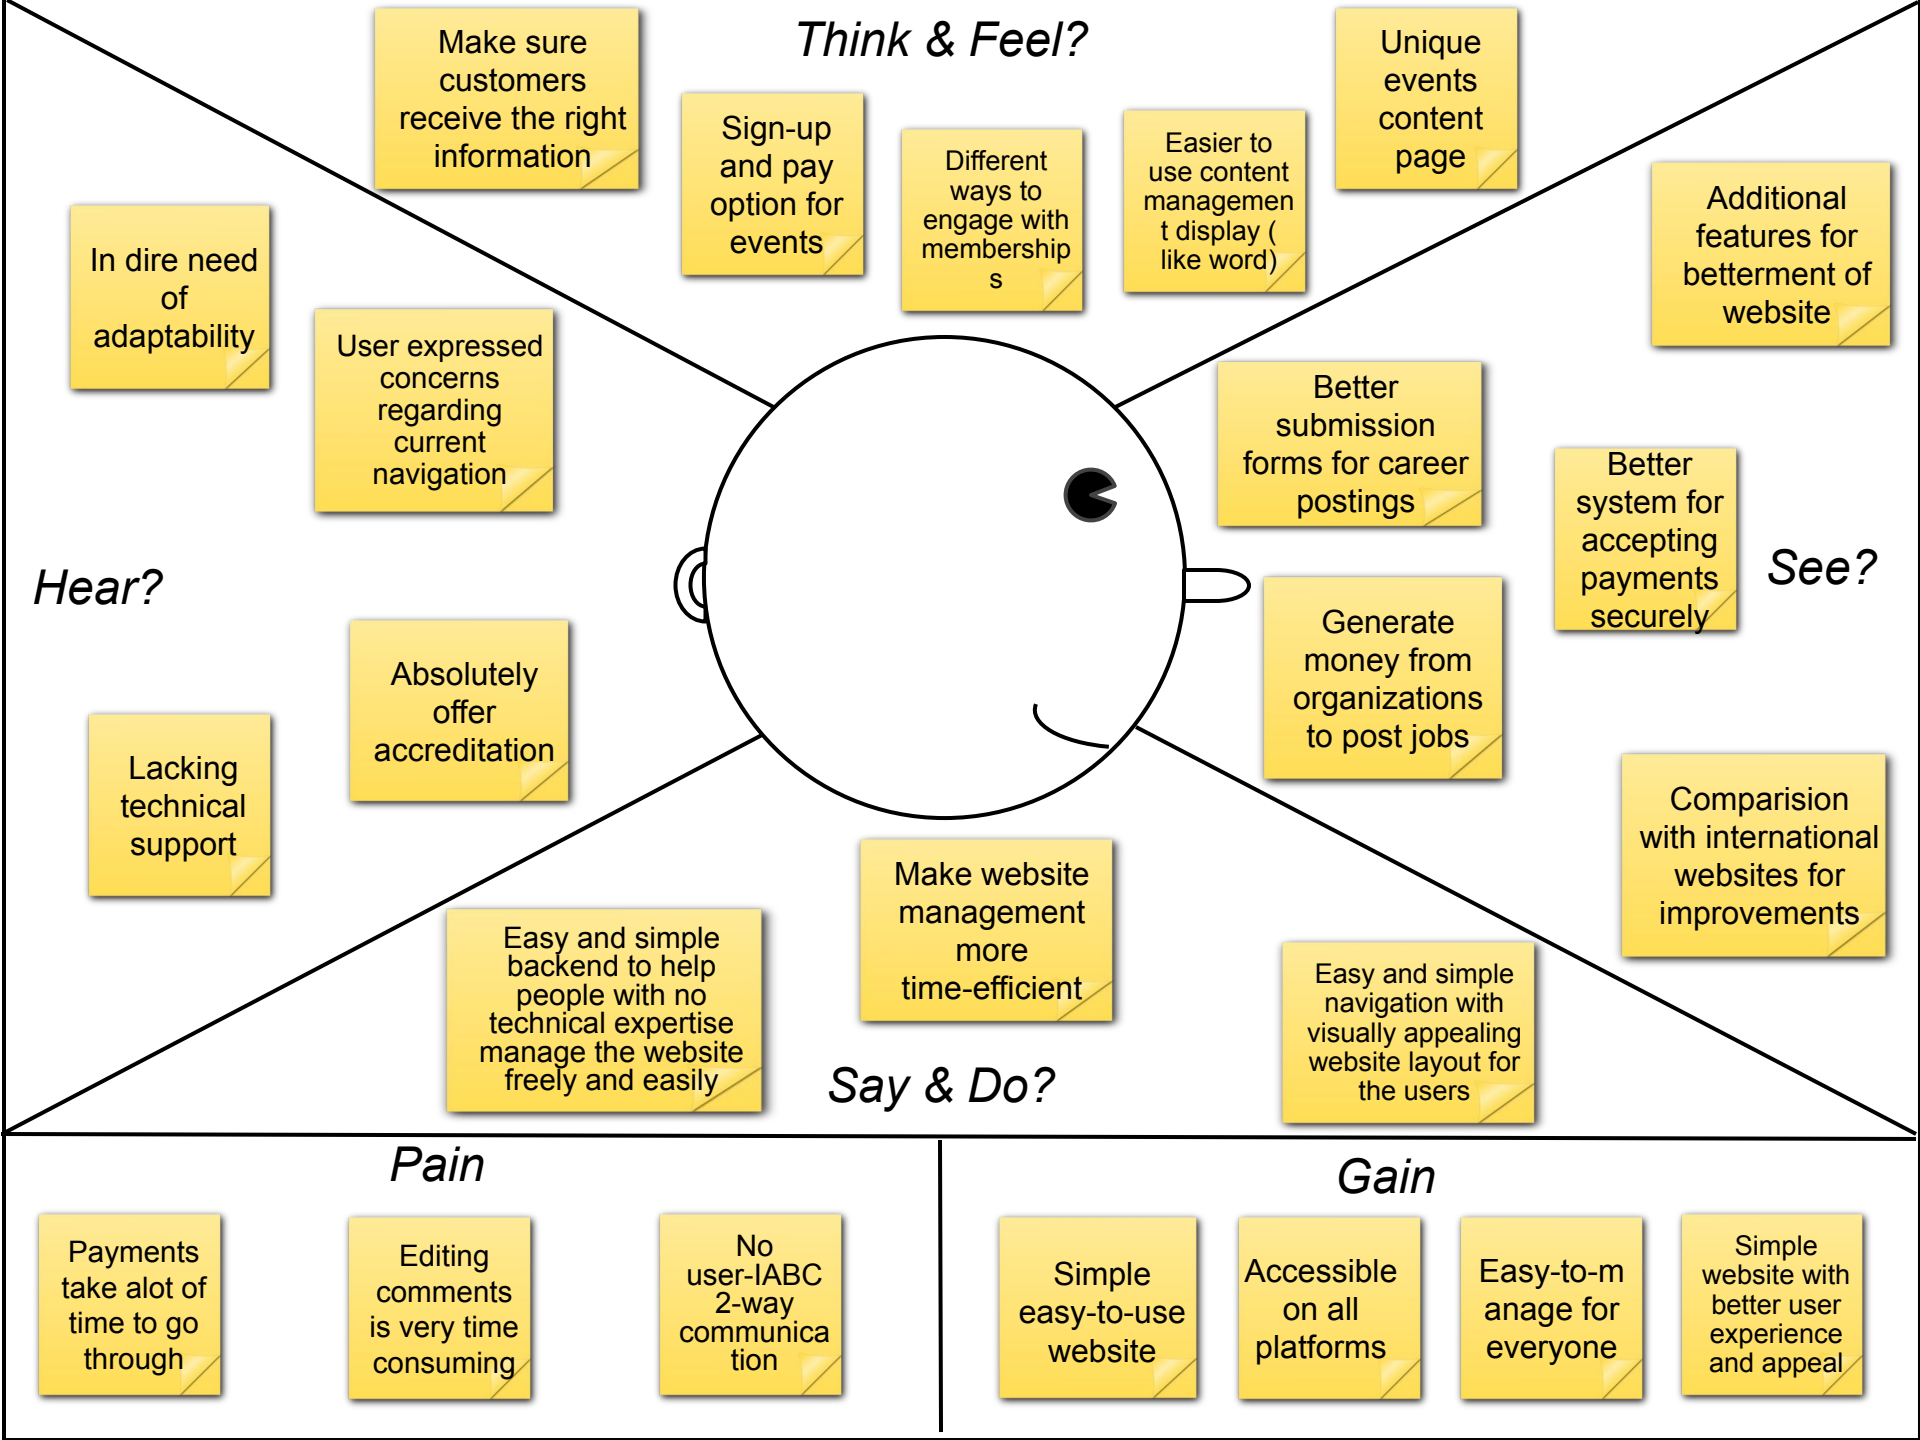 Think & Feel?
Make sure
customers
receive the right
information
Sign-up
and pay
option for
events
Different
ways to
engage with
membership
s
Easier to
use content
managemen
t display (
like word)
Unique
events
content
page
Hear?
In dire need
of
adaptability
User expressed
concerns
regarding
current
navigation
Absolutely
offer
accreditation
Lacking
technical
support
See?
Additional
features for
betterment of
website
Better
submission
forms for career
postings
Better
system for
accepting
payments
securely
Generate
money from
organizations
to post jobs
Comparision
with international
websites for
improvements
Say & Do?
Easy and simple
backend to help
people with no
technical expertise
manage the website
freely and easily
Make website
management
more
time-efficient
Easy and simple
navigation with
visually appealing
website layout for
the users
Pain
Payments
take alot of
time to go
through
Editing
comments
is very time
consuming
No
user-IABC
2-way
communica
tion
Gain
Simple
easy-to-use
website
Accessible
on all
platforms
Easy-to-m
anage for
everyone
Simple
website with
better user
experience
and appeal